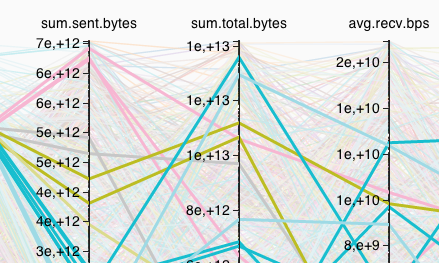 sum.sent.bytes sum.total.bytes avg.recv.bps
7e,+12 1e,+13
6e,+12 2e,+10
6e,+12 1e,+13 1e,+10
5e,+12
5e,+12 1e,+13 1e,+10
4e,+12 1e,+10
4e,+12 8e,+12
3e,+12 8e,+9